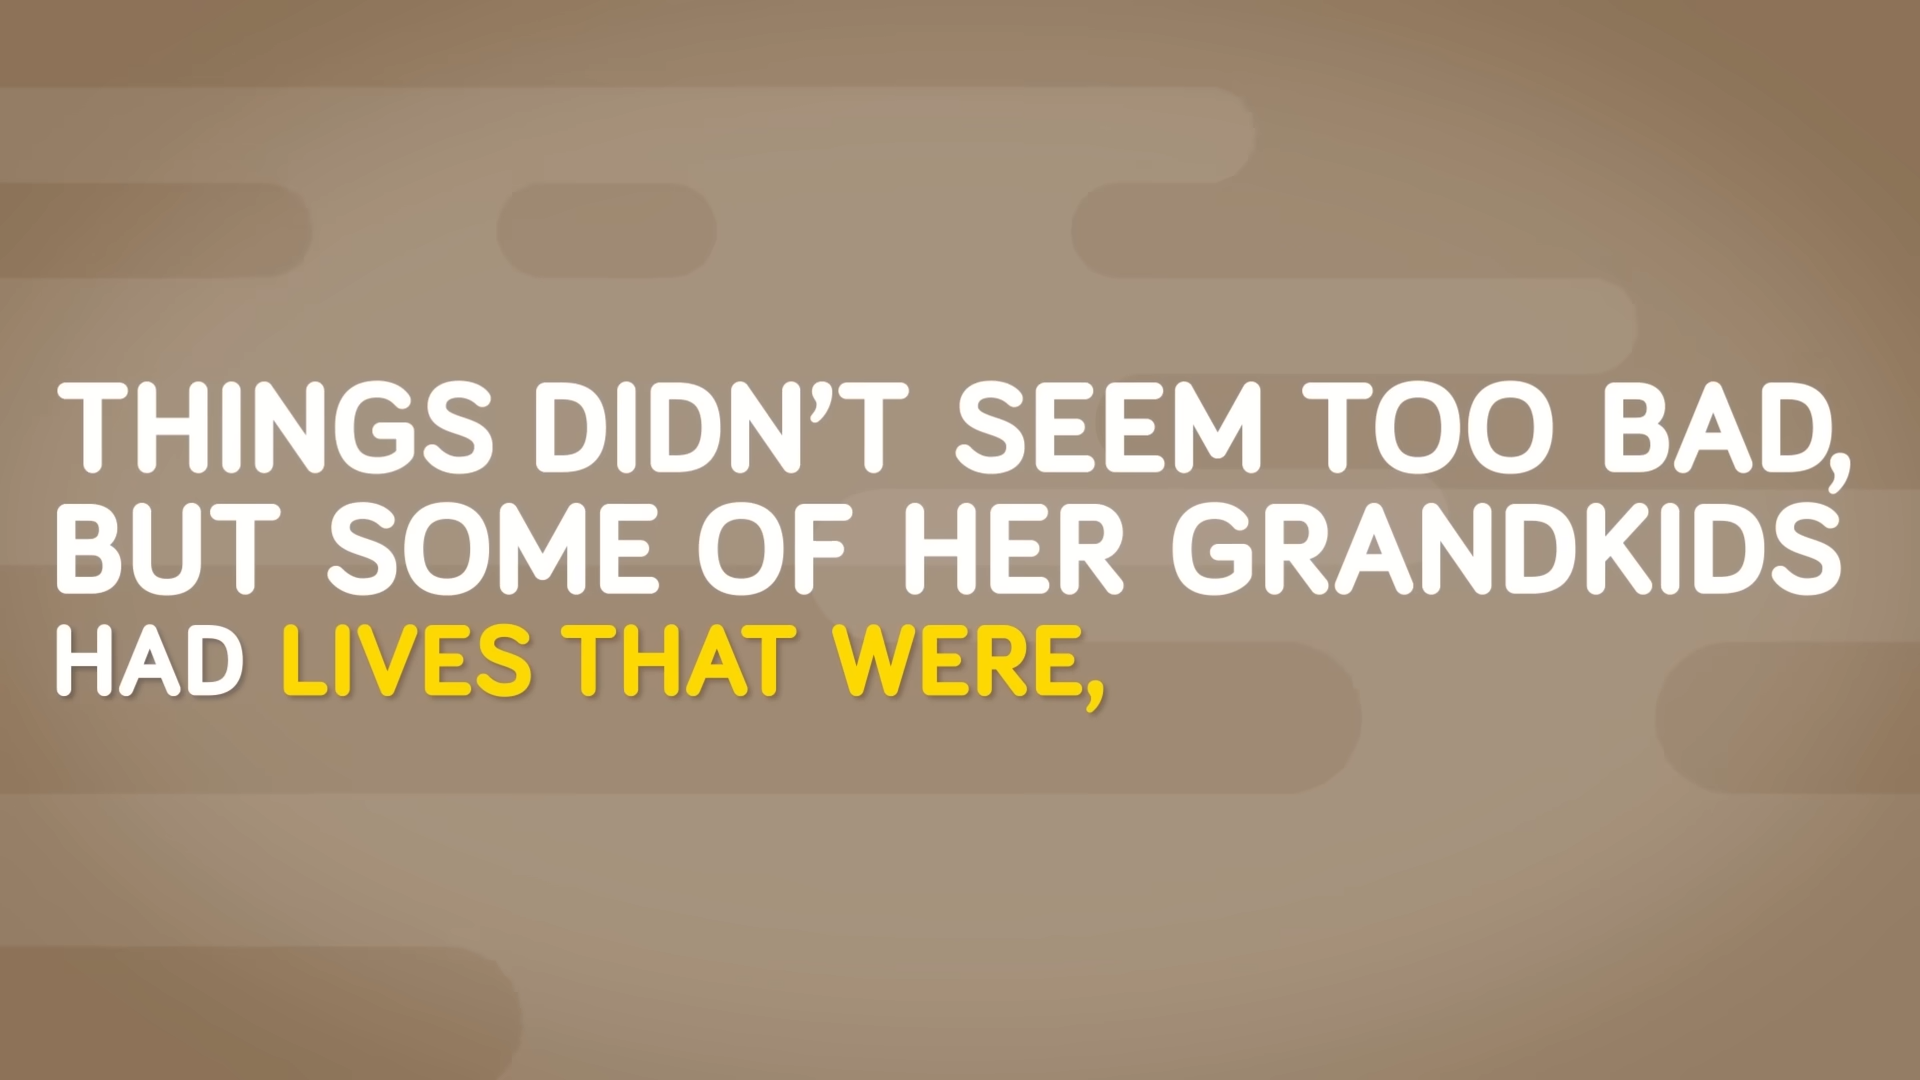 THINGS DIDN’T SEEM TOO BAD,
BUT SOME OF HER GRANDKIDS
HAD LIVES THAT WERE,